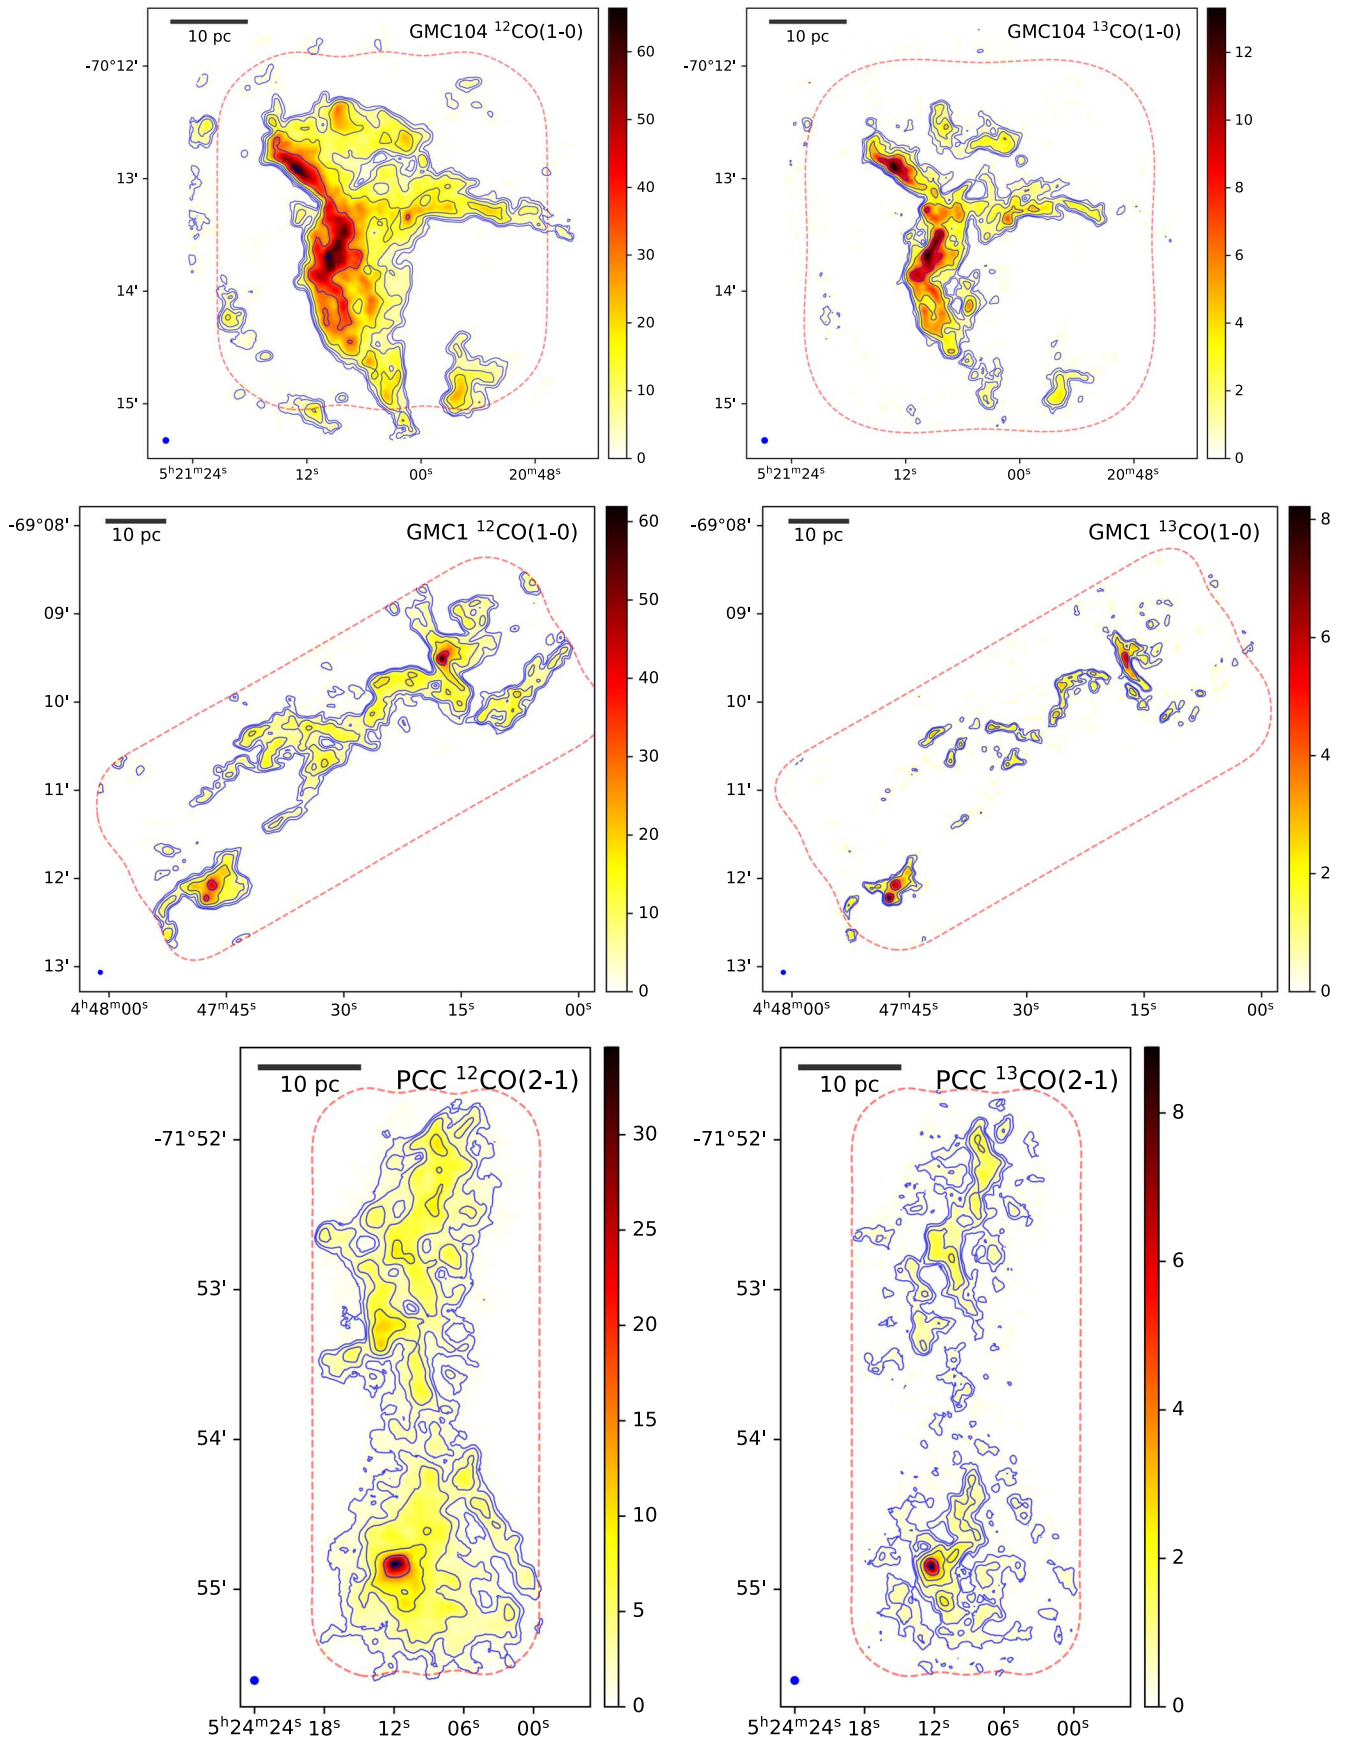 10 pc
GMC104 ¹²CO(1-0)
-70°12'
13'
14'
15'
5ʰ21ᵐ24ˢ
12ˢ
00ˢ
20ᵐ48ˢ
60
50
40
30
20
10
0
10 pc
GMC104 ¹³CO(1-0)
-70°12'
13'
14'
15'
5ʰ21ᵐ24ˢ
12ˢ
00ˢ
20ᵐ48ˢ
12
10
8
6
4
2
0
10 pc
GMC1 ¹²CO(1-0)
-69°08'
09'
10'
11'
12'
13'
4ʰ48ᵐ00ˢ
47ᵐ45ˢ
30ˢ
15ˢ
00ˢ
60
50
40
30
20
10
0
10 pc
GMC1 ¹³CO(1-0)
-69°08'
09'
10'
11'
12'
13'
4ʰ48ᵐ00ˢ
47ᵐ45ˢ
30ˢ
15ˢ
00ˢ
8
6
4
2
0
10 pc
PCC ¹²CO(2-1)
-71°52'
53'
54'
55'
5ʰ24ᵐ24ˢ
18ˢ
12ˢ
06ˢ
00ˢ
30
25
20
15
10
5
0
10 pc
PCC ¹³CO(2-1)
-71°52'
53'
54'
55'
5ʰ24ᵐ24ˢ
18ˢ
12ˢ
06ˢ
00ˢ
8
6
4
2
0